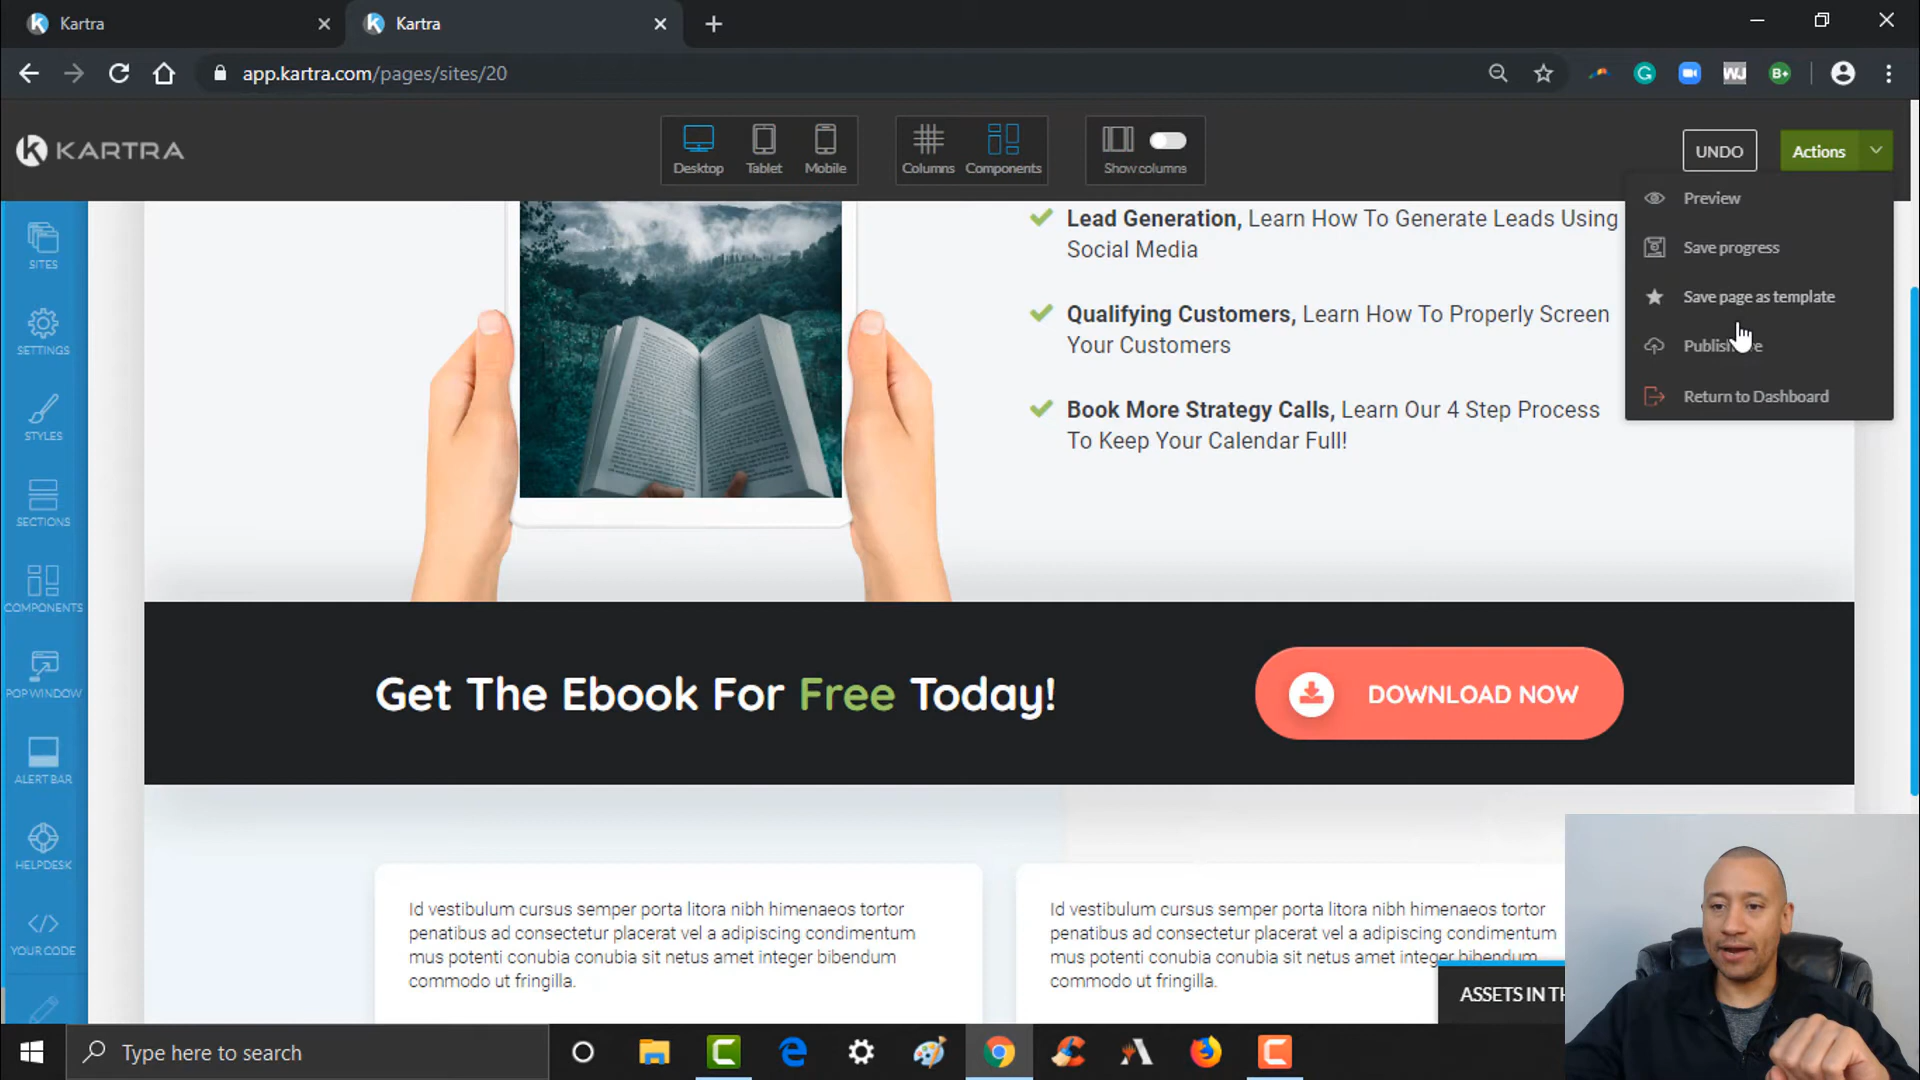 Kartra
Kartra
app.kartra.com/pages/sites/20
WJ
B+
KARTRA
Desktop
Tablet
Mobile
Columns
Components
Show columns
UNDO
Actions
Preview
Save progress
Save page as template
Return to Dashboard
SITES
SETTINGS
STYLES
SECTIONS
COMPONENTS
POP WINDOW
ALERT BAR
HELPDESK
YOUR CODE
Lead Generation, Learn How To Generate Leads Using
Social Media
Qualifying Customers, Learn How To Properly Screen
Your Customers
Book More Strategy Calls, Learn Our 4 Step Process
To Keep Your Calendar Full!
Get The Ebook For Free Today!
DOWNLOAD NOW
Id vestibulum cursus semper porta litora nibh himenaeos tortor
penatibus ad consectetur placerat vel a adipiscing condimentum
mus potenti conubia conubia sit netus amet integer bibendum
commodo ut fringilla.
Id vestibulum cursus semper porta litora nibh himenaeos tortor
penatibus ad consectetur placerat vel a adipiscing condimentum
mus potenti conubia conubia sit netus amet integer bibendum
commodo ut fringilla.
ASSETS IN
Type here to search